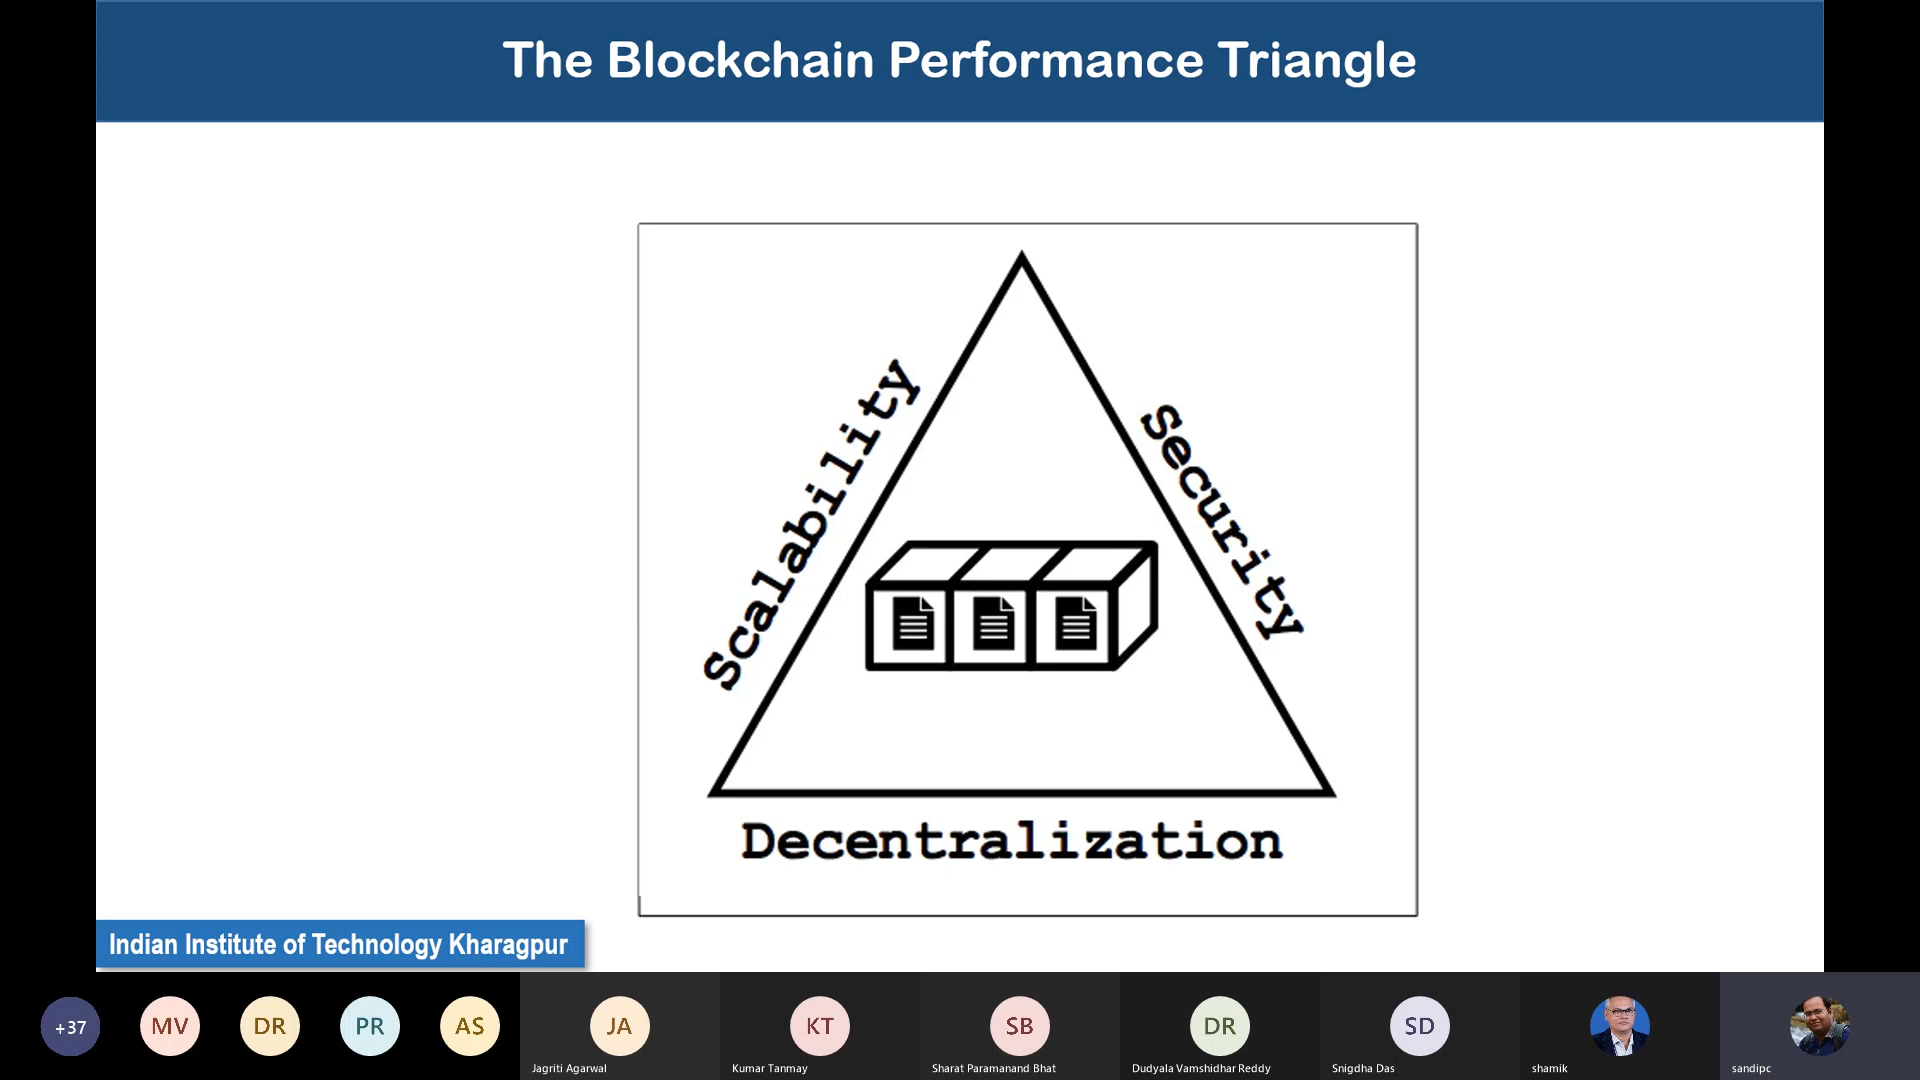 The Blockchain Performance Triangle
Scalability
Security
Decentralization
Indian Institute of Technology Kharagpur
+37
MV
DR
PR
AS
JA
KT
SB
DR
SD
Jagriti Agarwal
Kumar Tanmay
Sharat Paramanand Bhat
Dudyala Vamshidhar Reddy
Snigdha Das
shamik
sandipc